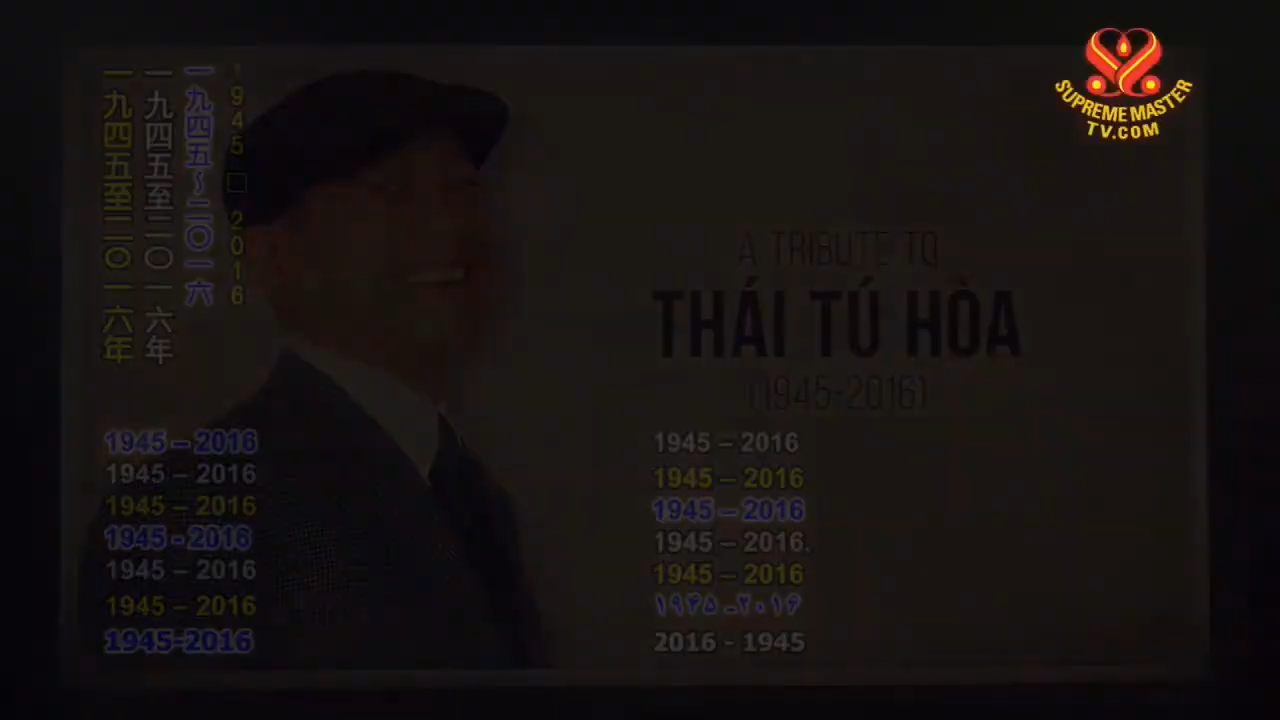 SUPREME MASTER
TV.COM
一九四五至二〇一六年
一九四五至二〇一六年
一九四五~二〇一六
1945 2016
A TRIBUTE TO
THÁI TÚ HÒA
(1945-2016)
1945 – 2016
1945 – 2016
1945 – 2016
1945 - 2016
1945 – 2016
1945 – 2016
1945-2016
1945 – 2016
1945 – 2016
1945 – 2016
1945 – 2016.
1945 – 2016
۱۹۴۵ـ۲۰۱۶
2016 - 1945